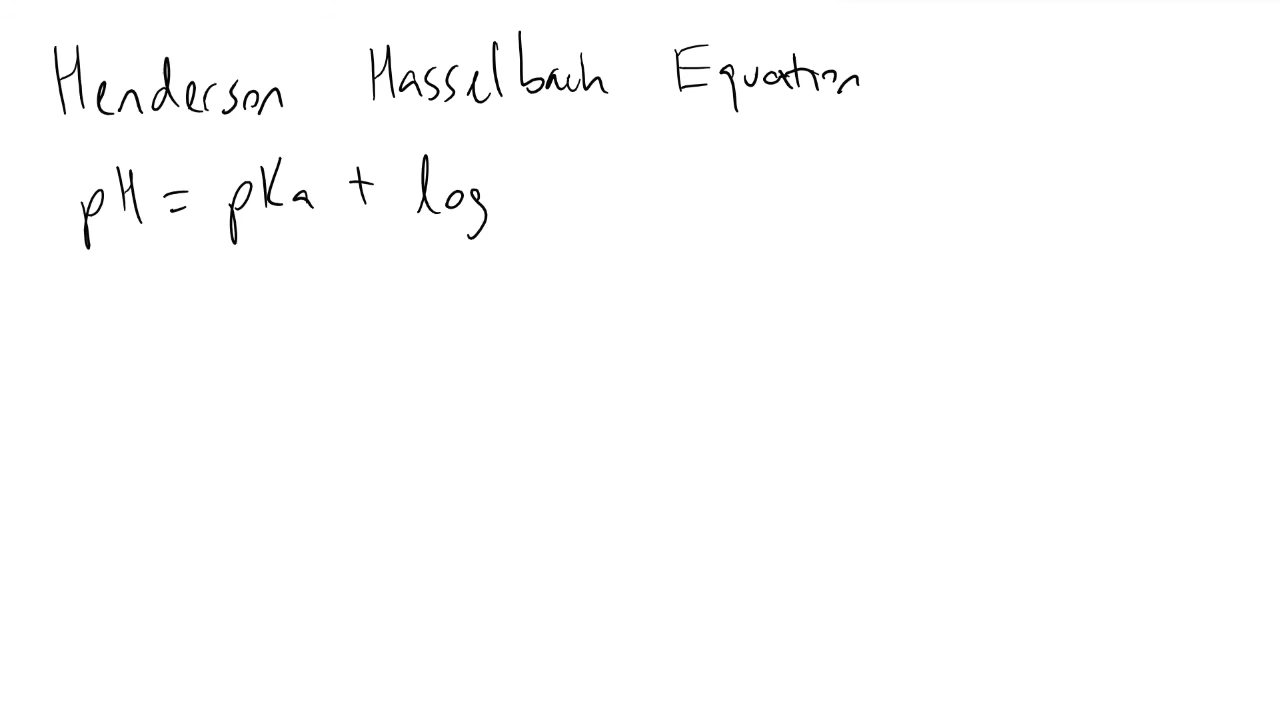 Henderson Hasselbach Equation
pH = pKa + log